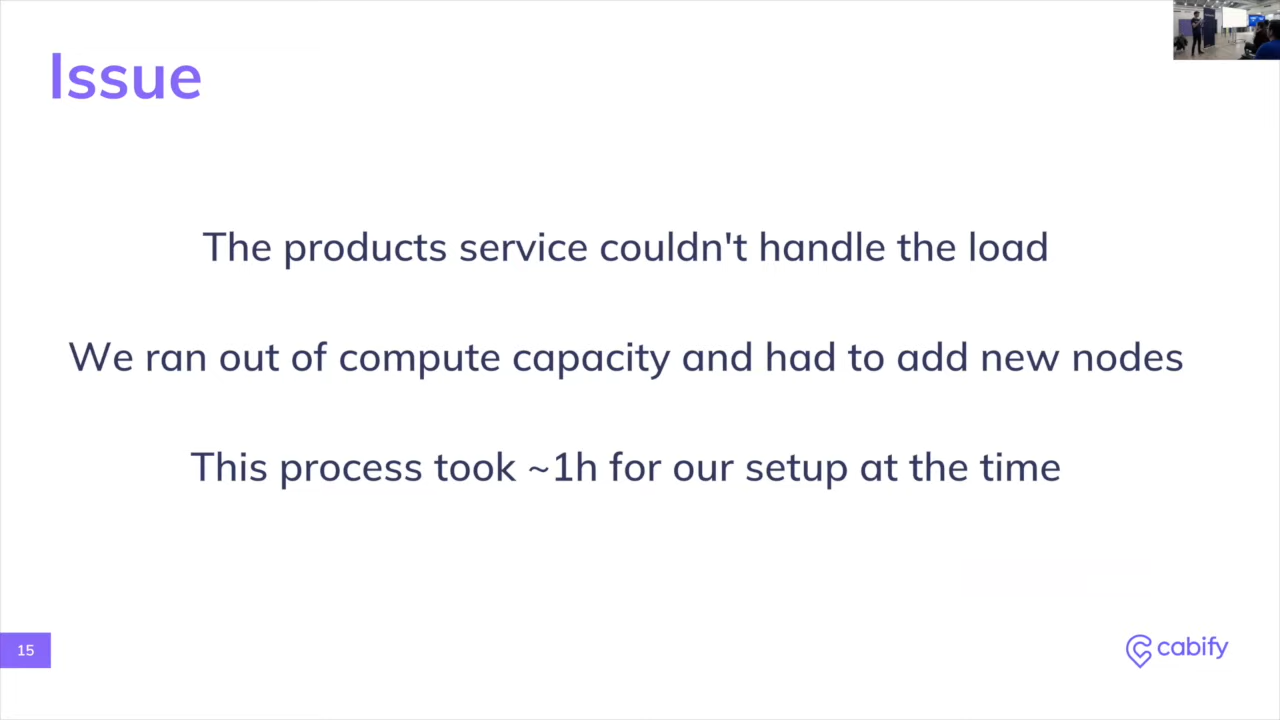 Issue
The products service couldn't handle the load
We ran out of compute capacity and had to add new nodes
This process took ~1h for our setup at the time
15
cabify